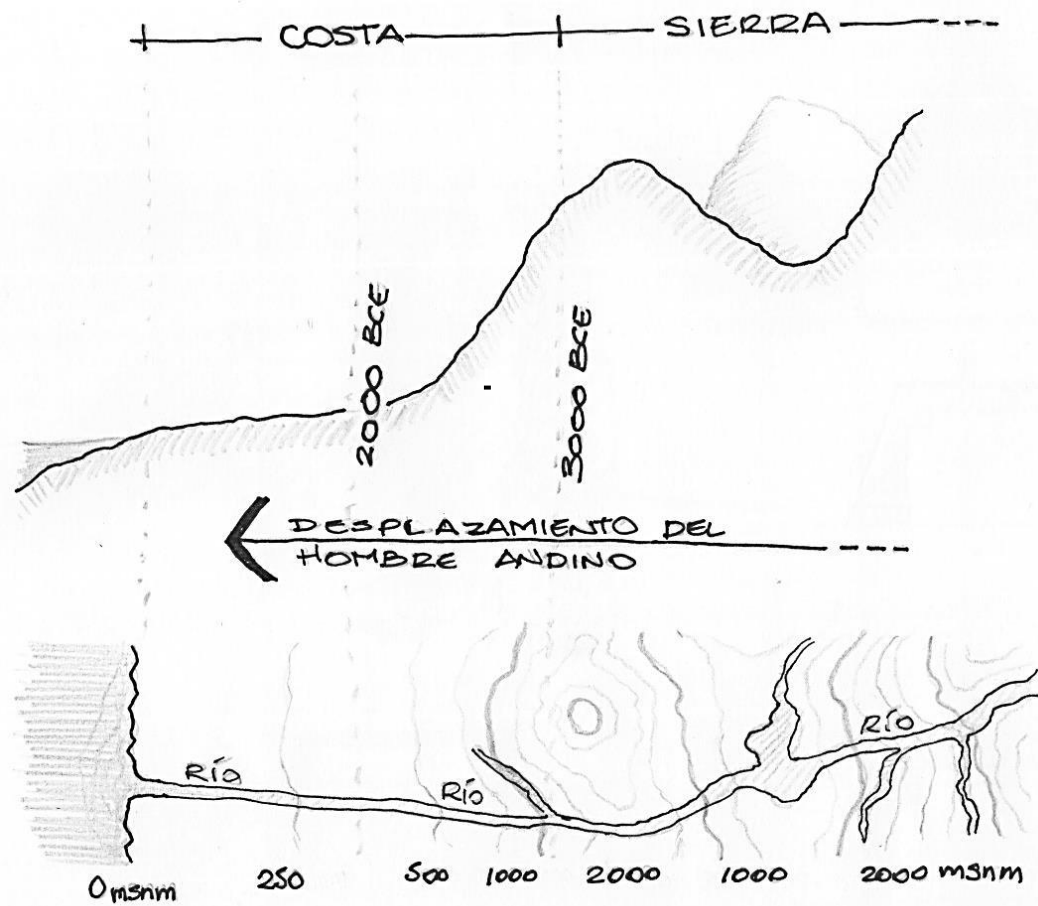 COSTA SIERRA
2000 BCE
3000 BCE
DESPLAZAMIENTO DEL
HOMBRE ANDINO
RÍO
RÍO
RÍO
0 msnm 250 500 1000 2000 1000 2000 msnm